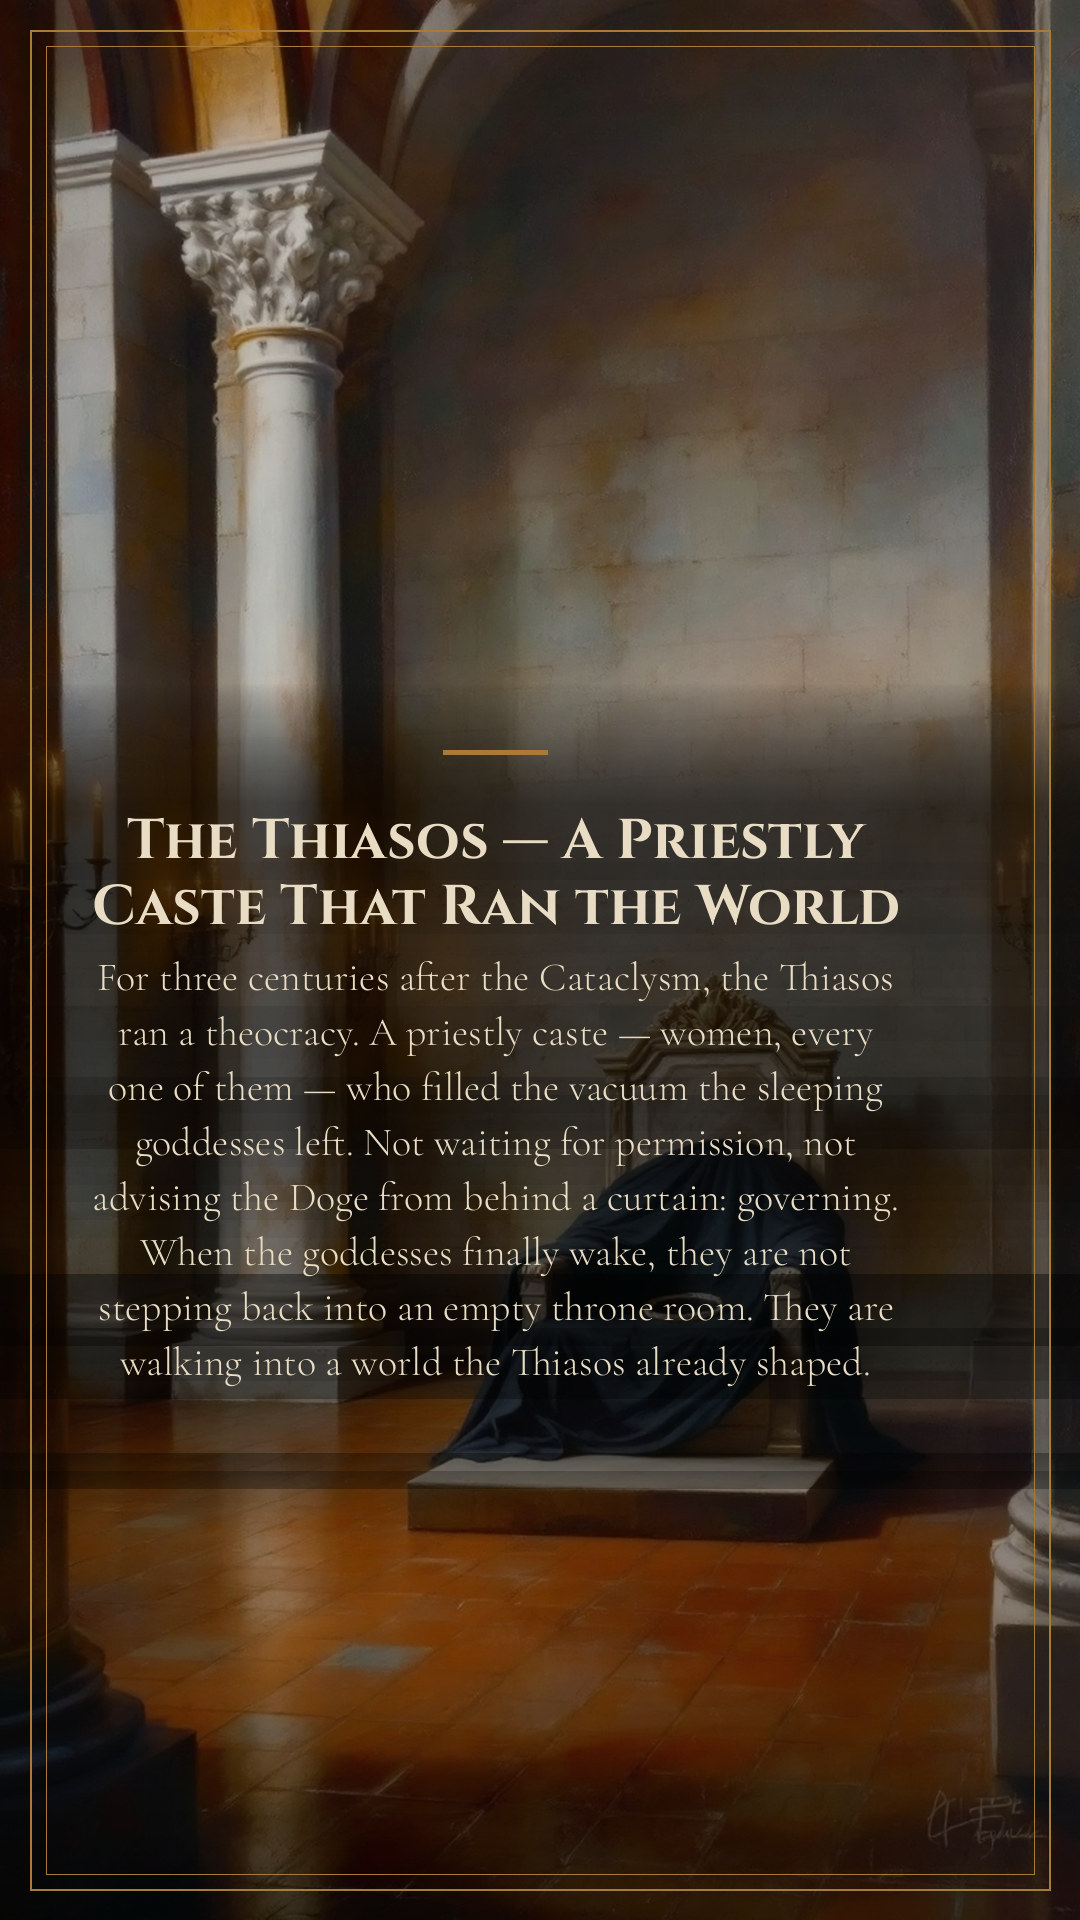 The Thiasos — A Priestly
Caste That Ran the World
For three centuries after the Cataclysm, the Thiasos
ran a theocracy. A priestly caste — women, every
one of them — who filled the vacuum the sleeping
goddesses left. Not waiting for permission, not
advising the Doge from behind a curtain: governing.
When the goddesses finally wake, they are not
stepping back into an empty throne room. They are
walking into a world the Thiasos already shaped.